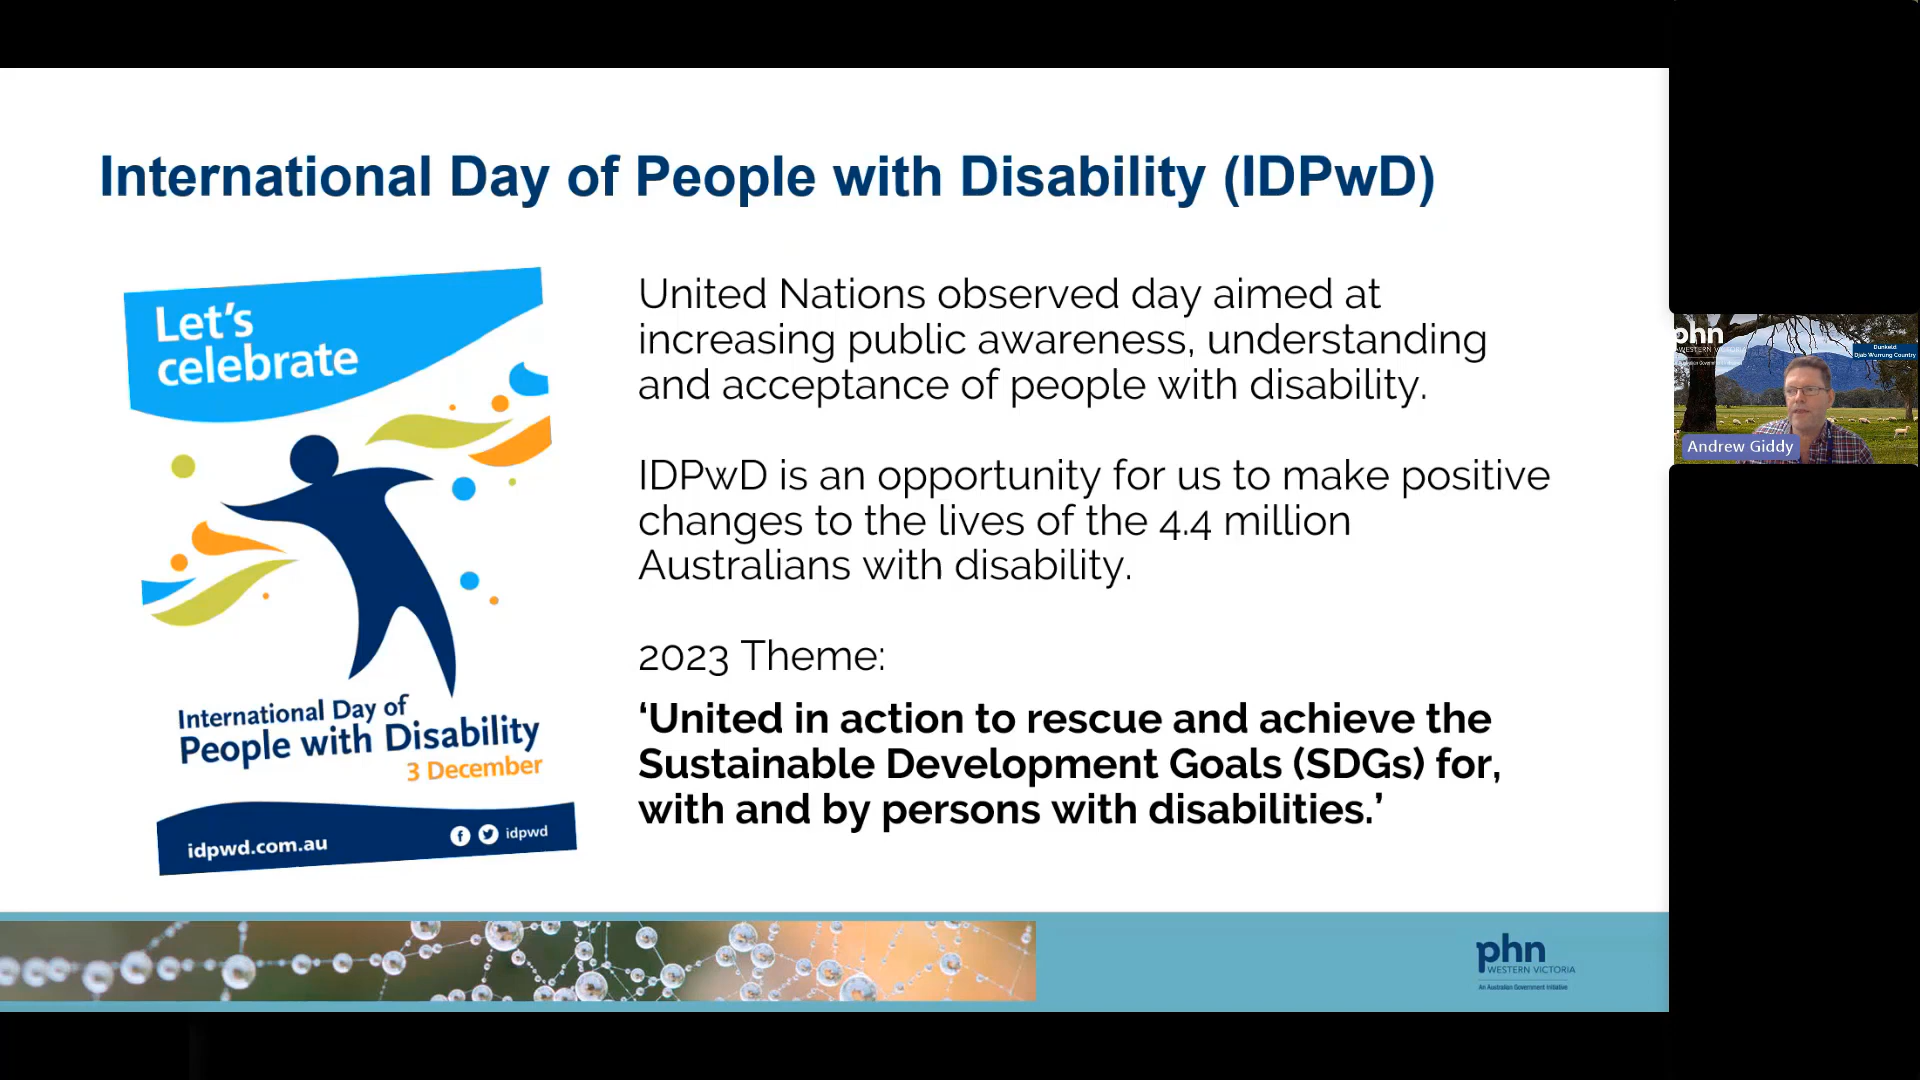 International Day of People with Disability (IDPwD)
Let's
celebrate
International Day of
People with Disability
3 December
idpwd.com.au
idpwd
United Nations observed day aimed at
increasing public awareness, understanding
and acceptance of people with disability.
IDPwD is an opportunity for us to make positive
changes to the lives of the 4.4 million
Australians with disability.
2023 Theme:
‘United in action to rescue and achieve the
Sustainable Development Goals (SDGs) for,
with and by persons with disabilities.’
phn
WESTERN VICTORIA
An Australian Government Initiative
phn
WESTERN VICTORIA
Dunkeld
Djab Wurrung Country
Andrew Giddy